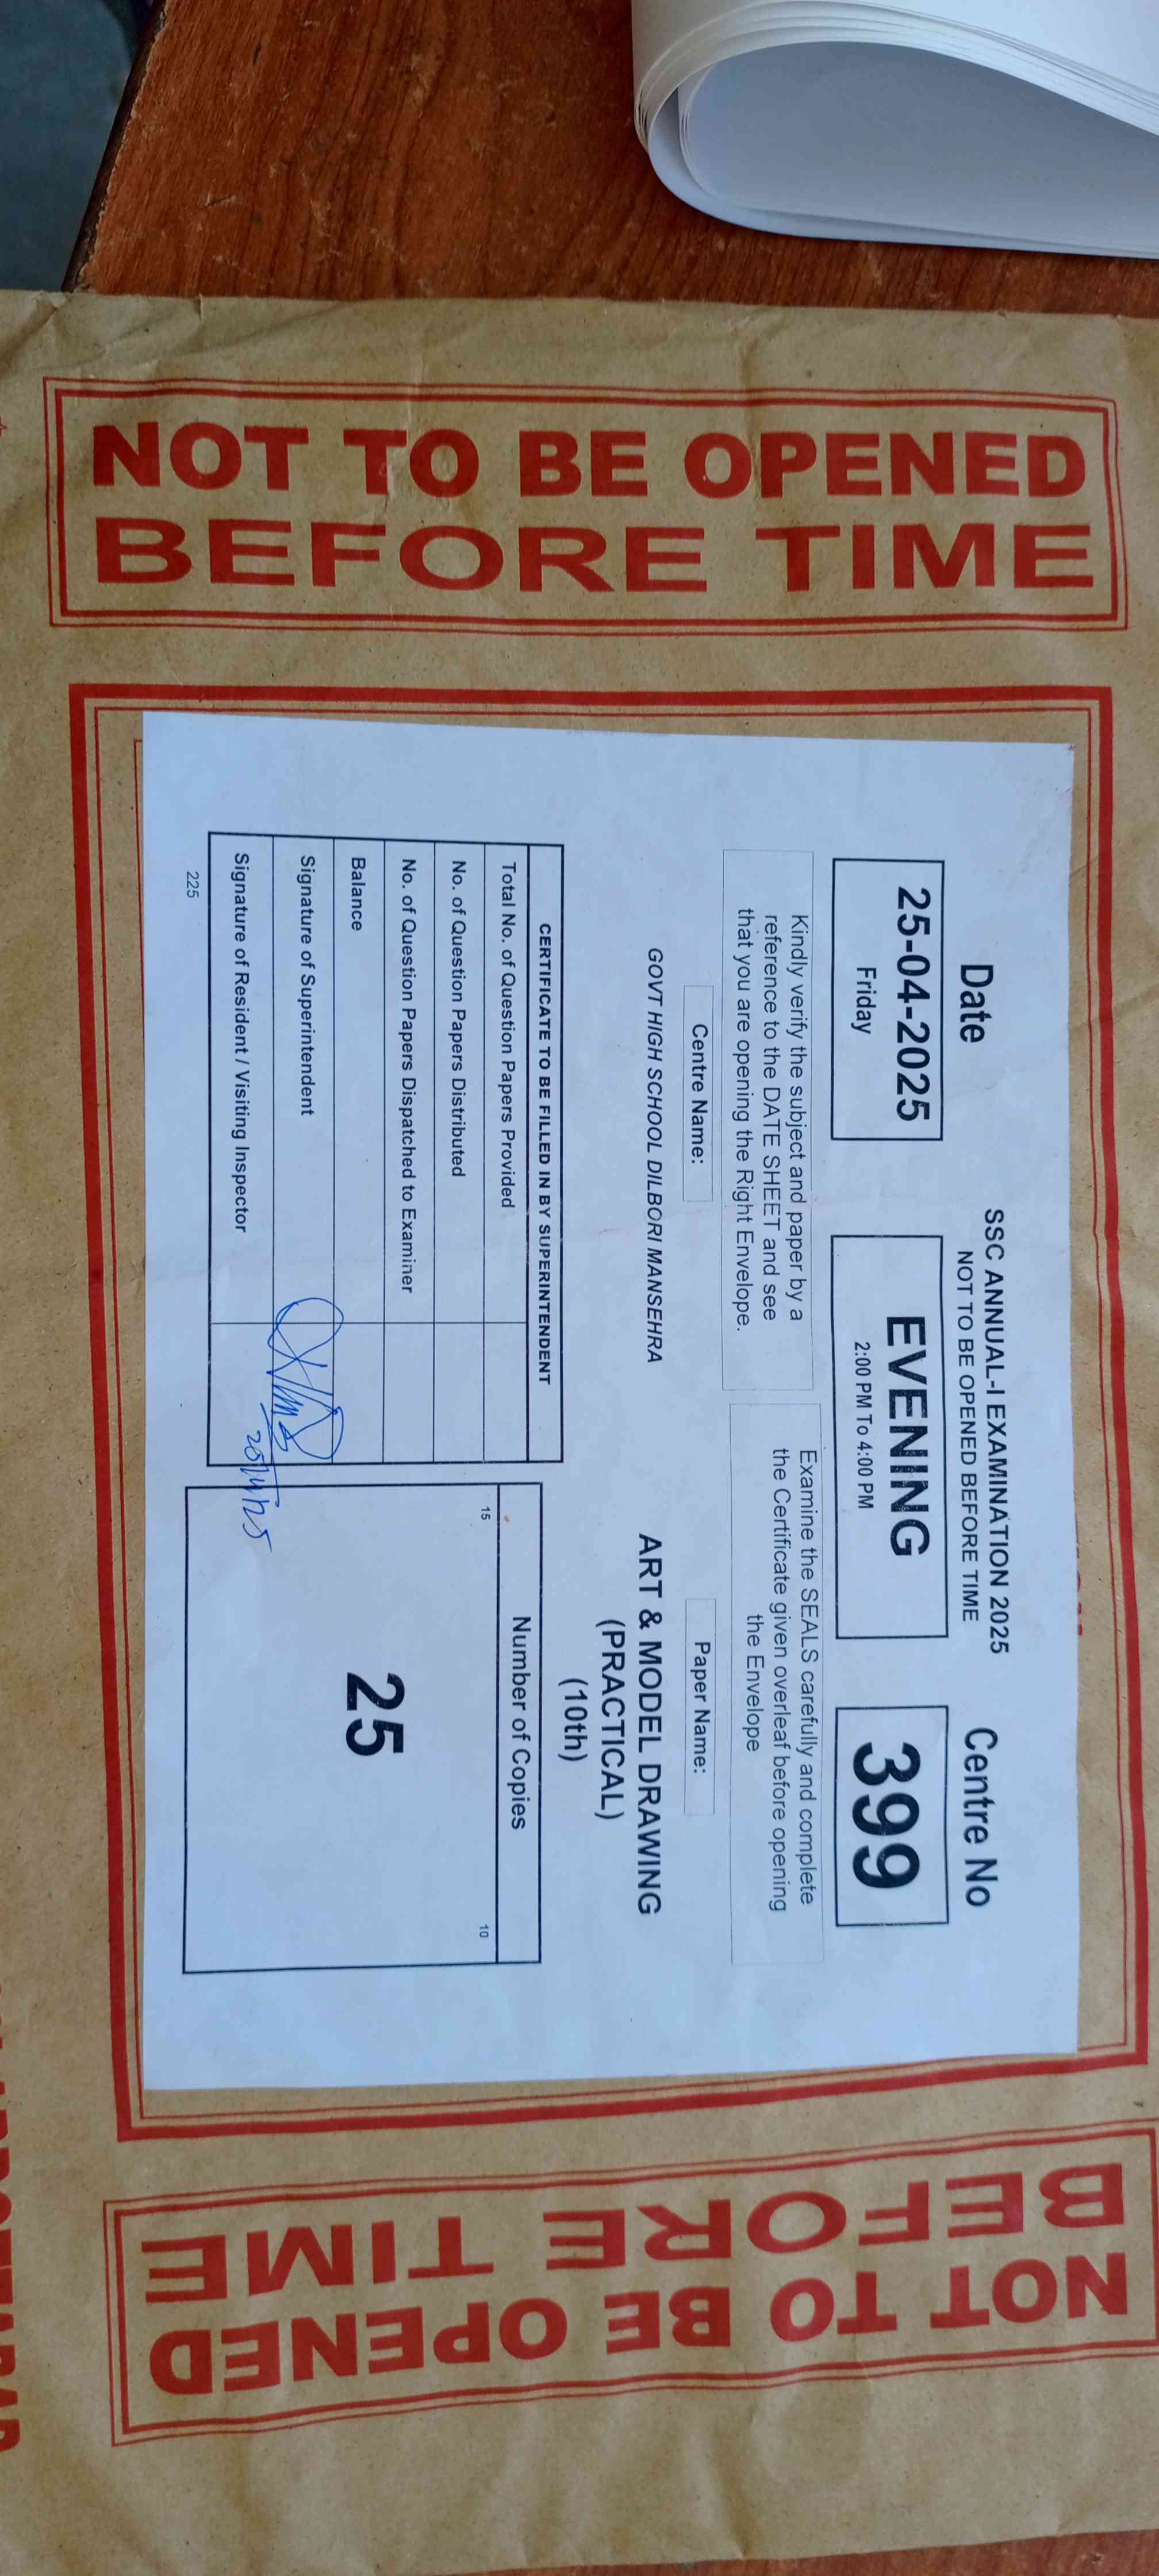 NOT TO BE OPENED
BEFORE TIME
SSC ANNUAL-I EXAMINATION 2025
NOT TO BE OPENED BEFORE TIME
Date
25-04-2025
Friday
EVENING
2:00 PM To 4:00 PM
Centre No
399
Kindly verify the subject and paper by a
reference to the DATE SHEET and see
that you are opening the Right Envelope.
Examine the SEALS carefully and complete
the Certificate given overleaf before opening
the Envelope
Centre Name:
GOVT HIGH SCHOOL DILBORI MANSEHRA
Paper Name:
ART & MODEL DRAWING
(PRACTICAL)
(10th)
CERTIFICATE TO BE FILLED IN BY SUPERINTENDENT
Total No. of Question Papers Provided
No. of Question Papers Distributed
No. of Question Papers Dispatched to Examiner
Balance
Signature of Superintendent
Signature of Resident / Visiting Inspector
225
Number of Copies
15
10
25
NOT TO BE OPENED
BEFORE TIME